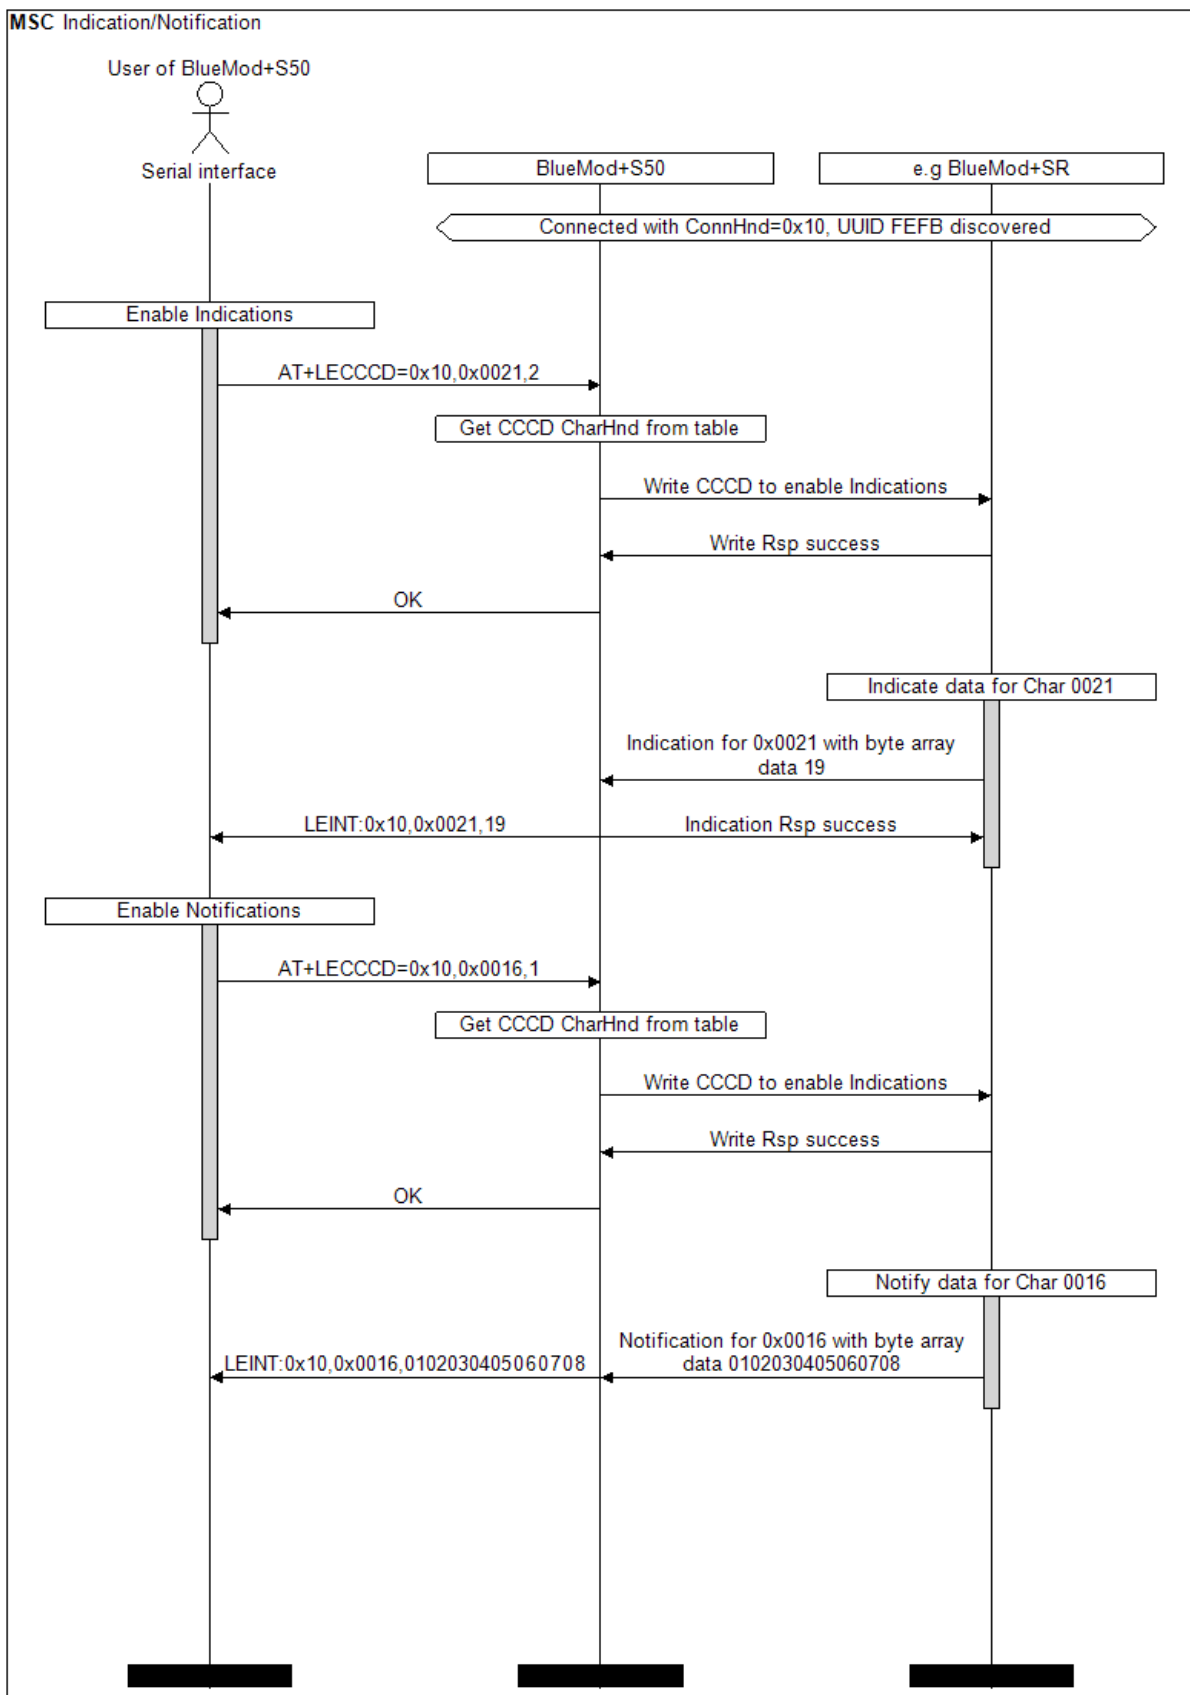 MSC Indication/Notification
User of BlueMod+S50
Serial interface
BlueMod+S50
e.g BlueMod+SR
Connected with ConnHnd=0x10, UUID FEFB discovered
Enable Indications
AT+LECCCD=0x10,0x0021,2
Get CCCD CharHnd from table
Write CCCD to enable Indications
Write Rsp success
OK
Indicate data for Char 0021
Indication for 0x0021 with byte array
data 19
LEINT:0x10,0x0021,19
Indication Rsp success
Enable Notifications
AT+LECCCD=0x10,0x0016,1
Get CCCD CharHnd from table
Write CCCD to enable Indications
Write Rsp success
OK
Notify data for Char 0016
Notification for 0x0016 with byte array
data 0102030405060708
LEINT:0x10,0x0016,0102030405060708